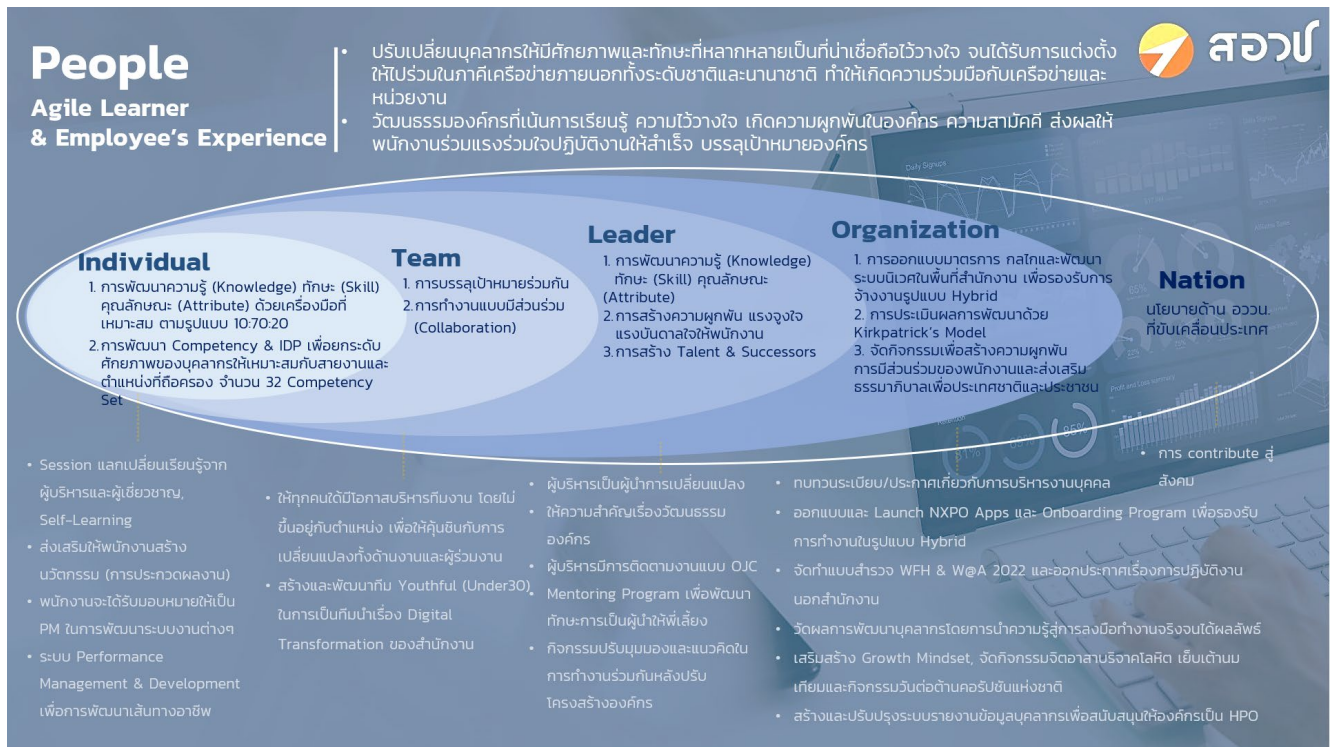 People
Agile Learner
& Employee's Experience
• ปรับเปลี่ยนบุคลากรให้มีศักยภาพและทักษะที่หลากหลายเป็นที่น่าเชื่อถือไว้วางใจ จนได้รับการแต่งตั้ง
ให้ไปร่วมในภาคีเครือข่ายภายนอกทั้งระดับชาติและนานาชาติ ทำให้เกิดความร่วมมือกับเครือข่ายและ
หน่วยงาน
• วัฒนธรรมองค์กรที่เน้นการเรียนรู้ ความไว้วางใจ เกิดความผูกพันในองค์กร ความสามัคคี ส่งผลให้
พนักงานร่วมแรงร่วมใจปฏิบัติงานให้สำเร็จ บรรลุเป้าหมายองค์กร
สอวช
Individual
1. การพัฒนาความรู้ (Knowledge) ทักษะ (Skill)
คุณลักษณะ (Attribute) ด้วยเครื่องมือที่
เหมาะสม ตามรูปแบบ 10:70:20
2. การพัฒนา Competency & IDP เพื่อยกระดับ
ศักยภาพของบุคลากรให้เหมาะสมกับสายงานและ
ตำแหน่งที่ถือครอง จำนวน 32 Competency
Set
Team
1. การบรรลุเป้าหมายร่วมกัน
2. การทำงานแบบมีส่วนร่วม
(Collaboration)
Leader
1. การพัฒนาความรู้ (Knowledge)
ทักษะ (Skill) คุณลักษณะ
(Attribute)
2. การสร้างความผูกพัน แรงจูงใจ
แรงบันดาลใจให้พนักงาน
3. การสร้าง Talent & Successors
Organization
1. การออกแบบมาตรการ กลไกและพัฒนา
ระบบนิเวศในพื้นที่สำนักงาน เพื่อรองรับการ
จ้างงานรูปแบบ Hybrid
2. การประเมินผลการพัฒนาด้วย
Kirkpatrick's Model
3. จัดกิจกรรมเพื่อสร้างความผูกพัน
การมีส่วนร่วมของพนักงานและส่งเสริม
ธรรมาภิบาลเพื่อประเทศชาติและประชาชน
Nation
นโยบายด้าน อววน.
ที่ขับเคลื่อนประเทศ
• Session แลกเปลี่ยนเรียนรู้จาก
ผู้บริหารและผู้เชี่ยวชาญ,
Self-Learning
• ส่งเสริมให้พนักงานสร้าง
นวัตกรรม (การประกวดผลงาน)
• พนักงานจะได้รับมอบหมายให้เป็น
PM ในการพัฒนาระบบงานต่างๆ
• ระบบ Performance
Management & Development
เพื่อการพัฒนาเส้นทางอาชีพ
• ให้ทุกคนได้มีโอกาสบริหารทีมงาน โดยไม่
ขึ้นอยู่กับตำแหน่ง เพื่อให้คุ้นชินกับการ
เปลี่ยนแปลงทั้งด้านงานและผู้ร่วมงาน
• สร้างและพัฒนาทีม Youthful (Under30)
ในการเป็นทีมนำเรื่อง Digital
Transformation ของสำนักงาน
• ผู้บริหารเป็นผู้นำการเปลี่ยนแปลง
• ให้ความสำคัญเรื่องวัฒนธรรม
องค์กร
• ผู้บริหารมีการติดตามงานแบบ OJC
• Mentoring Program เพื่อพัฒนา
ทักษะการเป็นผู้นำให้พี่เลี้ยง
• กิจกรรมปรับมุมมองและแนวคิดใน
การทำงานร่วมกันหลังปรับ
โครงสร้างองค์กร
• ทบทวนระเบียบ/ประกาศเกี่ยวกับการบริหารงานบุคคล
• ออกแบบและ Launch NXPO Apps และ Onboarding Program เพื่อรองรับ
การทำงานในรูปแบบ Hybrid
• จัดทำแบบสำรวจ WFH & W@A 2022 และออกประกาศเรื่องการปฏิบัติงาน
นอกสำนักงาน
• วัดผลการพัฒนาบุคลากรโดยการนำความรู้สู่การลงมือทำงานจริงจนได้ผลลัพธ์
• เสริมสร้าง Growth Mindset, จัดกิจกรรมจิตอาสาบริจาคโลหิต เย็บเต้านม
เทียมและกิจกรรมวันต่อต้านคอรัปชันแห่งชาติ
• สร้างและปรับปรุงระบบรายงานข้อมูลบุคลากรเพื่อสนับสนุนให้องค์กรเป็น HPO
• การ contribute สู่
สังคม
Daily Signups
65%
81%
85%